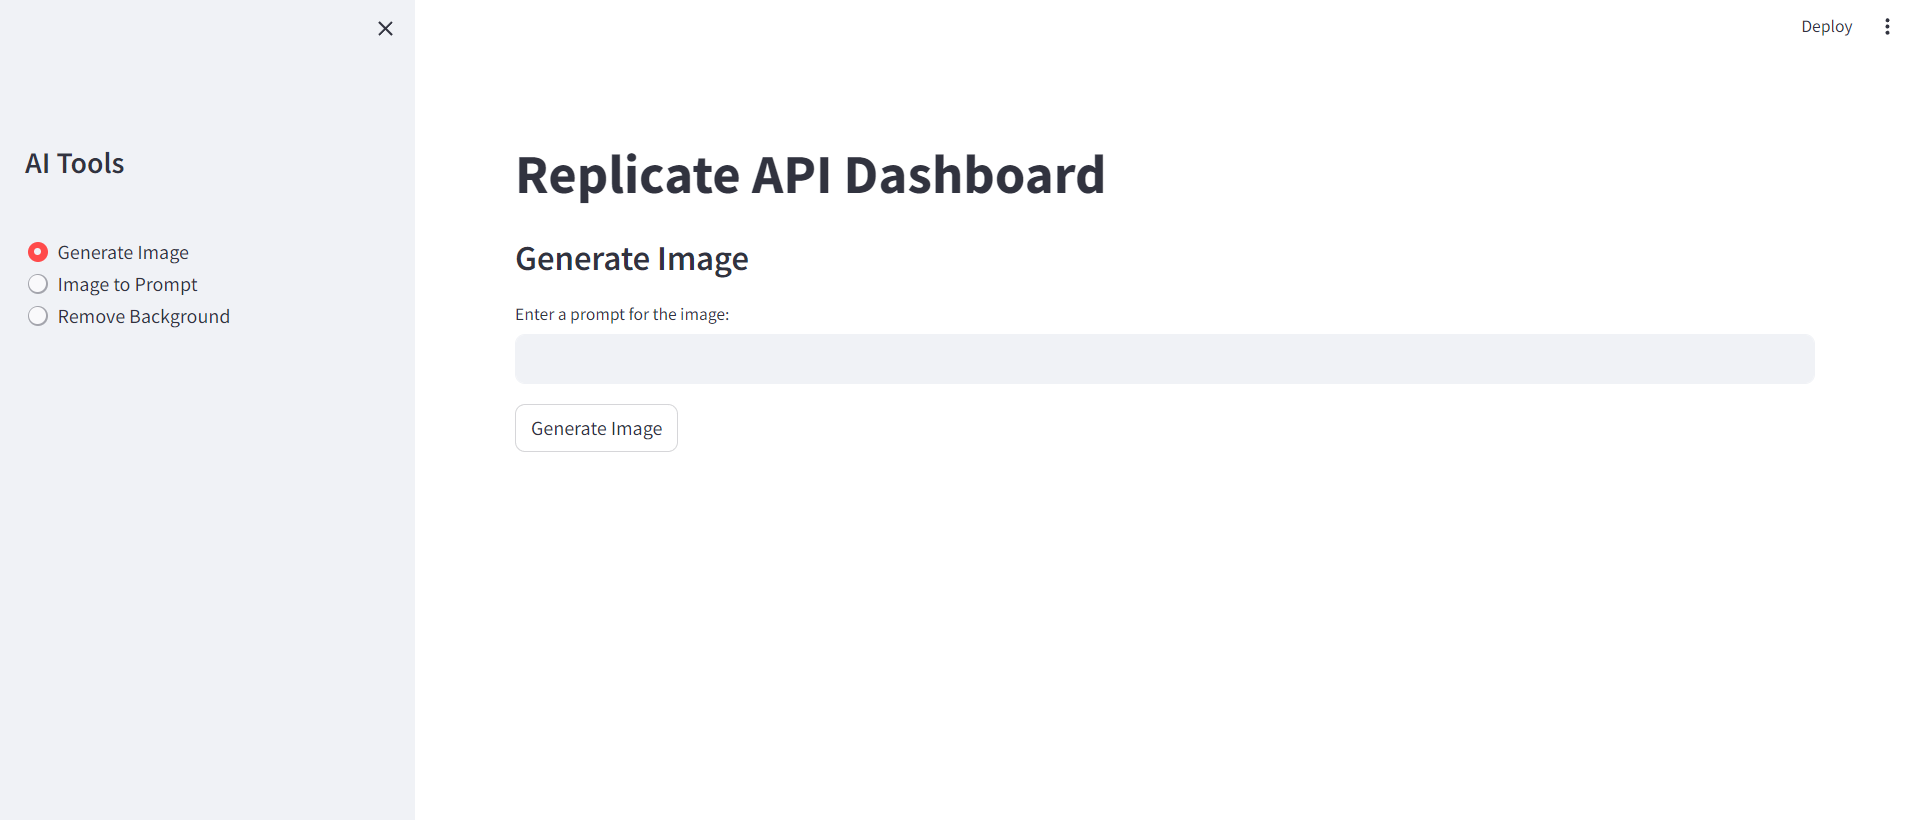 Deploy
AI Tools
Generate Image
Image to Prompt
Remove Background
Replicate API Dashboard
Generate Image
Enter a prompt for the image:
Generate Image